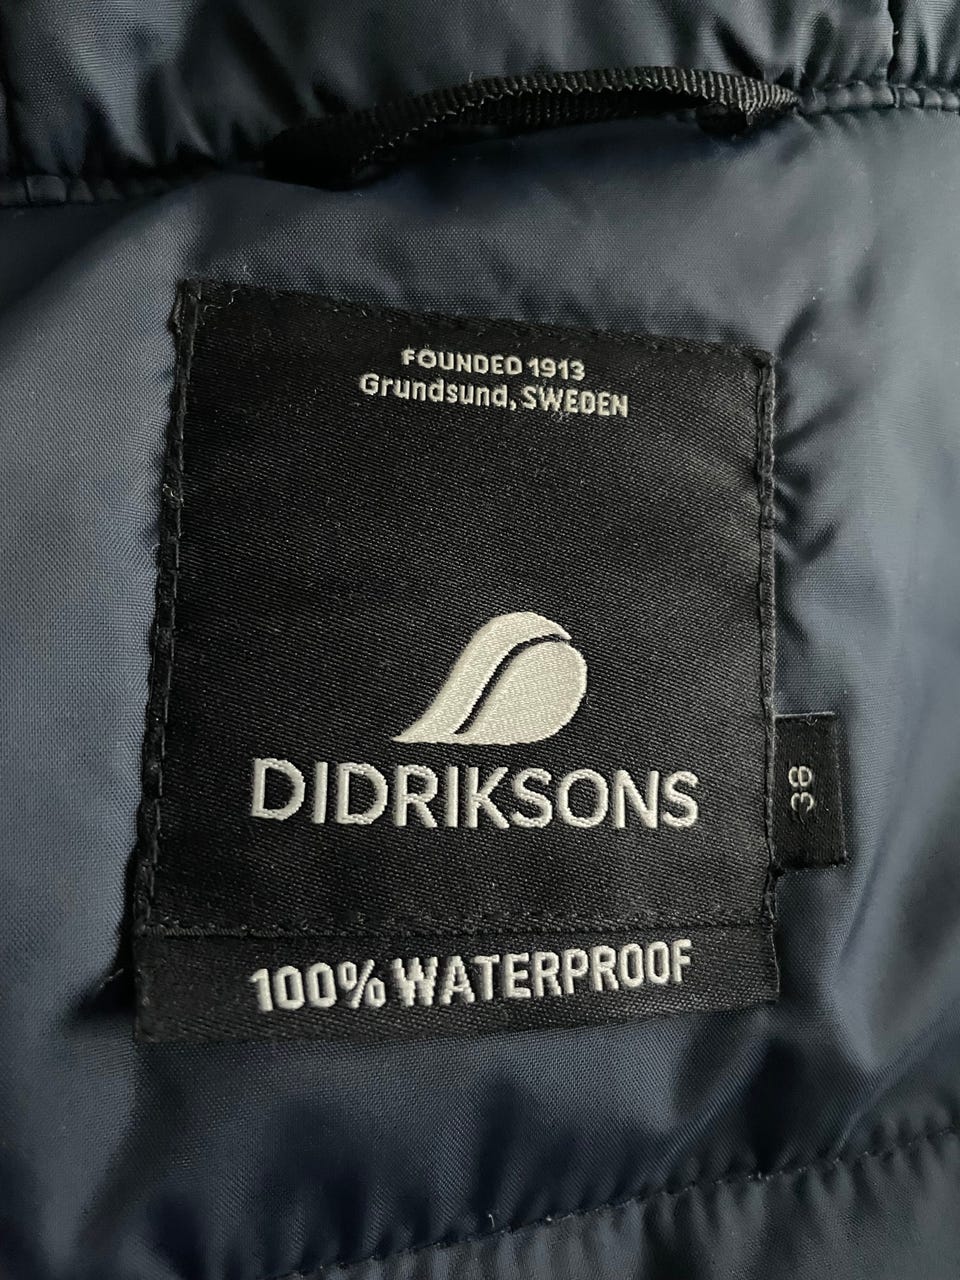 FOUNDED 1913
Grundsund, SWEDEN
DIDRIKSONS
38
100% WATERPROOF